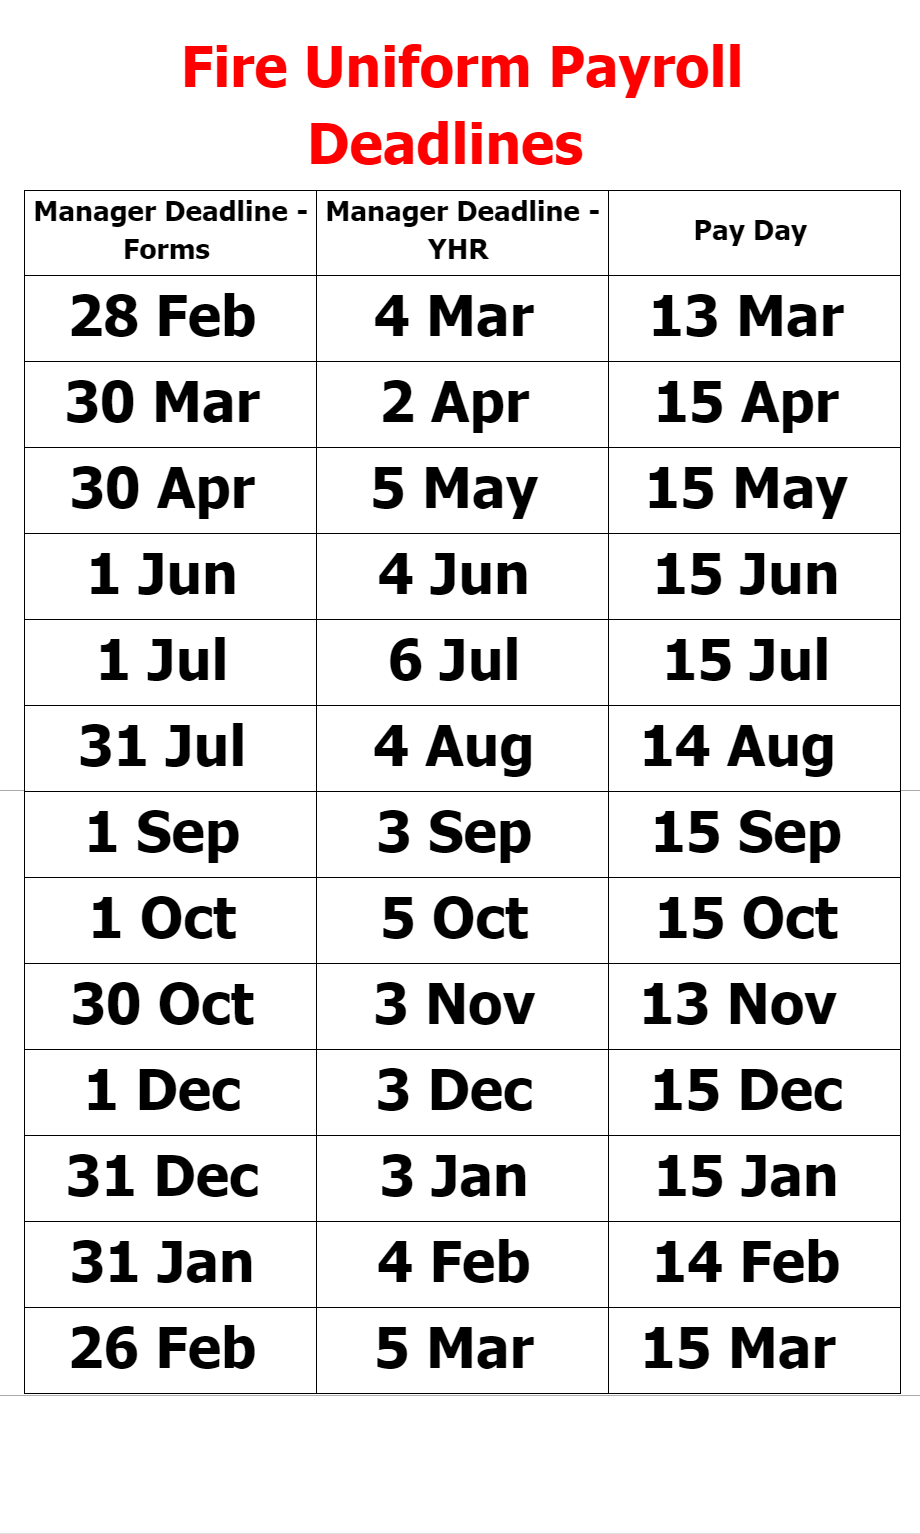 Fire Uniform Payroll
Deadlines
Manager Deadline - Manager Deadline - Pay Day
Forms YHR
28 Feb 4 Mar 13 Mar
30 Mar 2 Apr 15 Apr
30 Apr 5 May 15 May
1 Jun 4 Jun 15 Jun
1 Jul 6 Jul 15 Jul
31 Jul 4 Aug 14 Aug
1 Sep 3 Sep 15 Sep
1 Oct 5 Oct 15 Oct
30 Oct 3 Nov 13 Nov
1 Dec 3 Dec 15 Dec
31 Dec 3 Jan 15 Jan
31 Jan 4 Feb 14 Feb
26 Feb 5 Mar 15 Mar